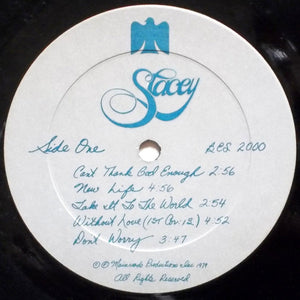 Stacey
Side One
BCS 2000
Can't Thank God Enough 2:56
New Life 4:56
Take It To The World 2:54
Without Love (1ST Cor. 13) 4:52
Don't Worry 3:47
© ℗ Productions Inc. 1979
All Rights Reserved